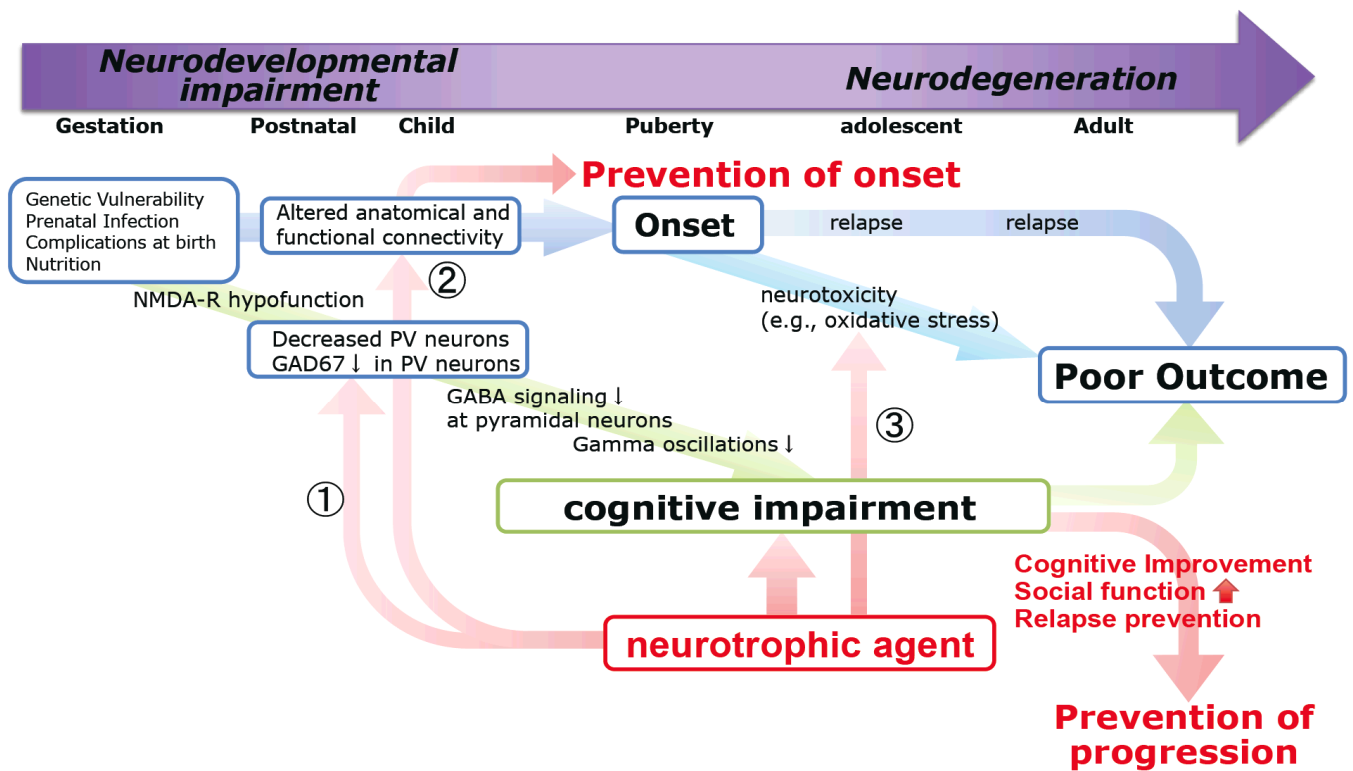 Neurodevelopmental
impairment
Neurodegeneration
Gestation
Postnatal
Child
Puberty
adolescent
Adult
Prevention of onset
Genetic Vulnerability
Prenatal Infection
Complications at birth
Nutrition
Altered anatomical and
functional connectivity
Onset
relapse
relapse
②
NMDA-R hypofunction
neurotoxicity
(e.g., oxidative stress)
Decreased PV neurons
GAD67↓ in PV neurons
Poor Outcome
GABA signaling↓
at pyramidal neurons
Gamma oscillations↓
③
①
cognitive impairment
Cognitive Improvement
Social function
Relapse prevention
neurotrophic agent
Prevention of
progression